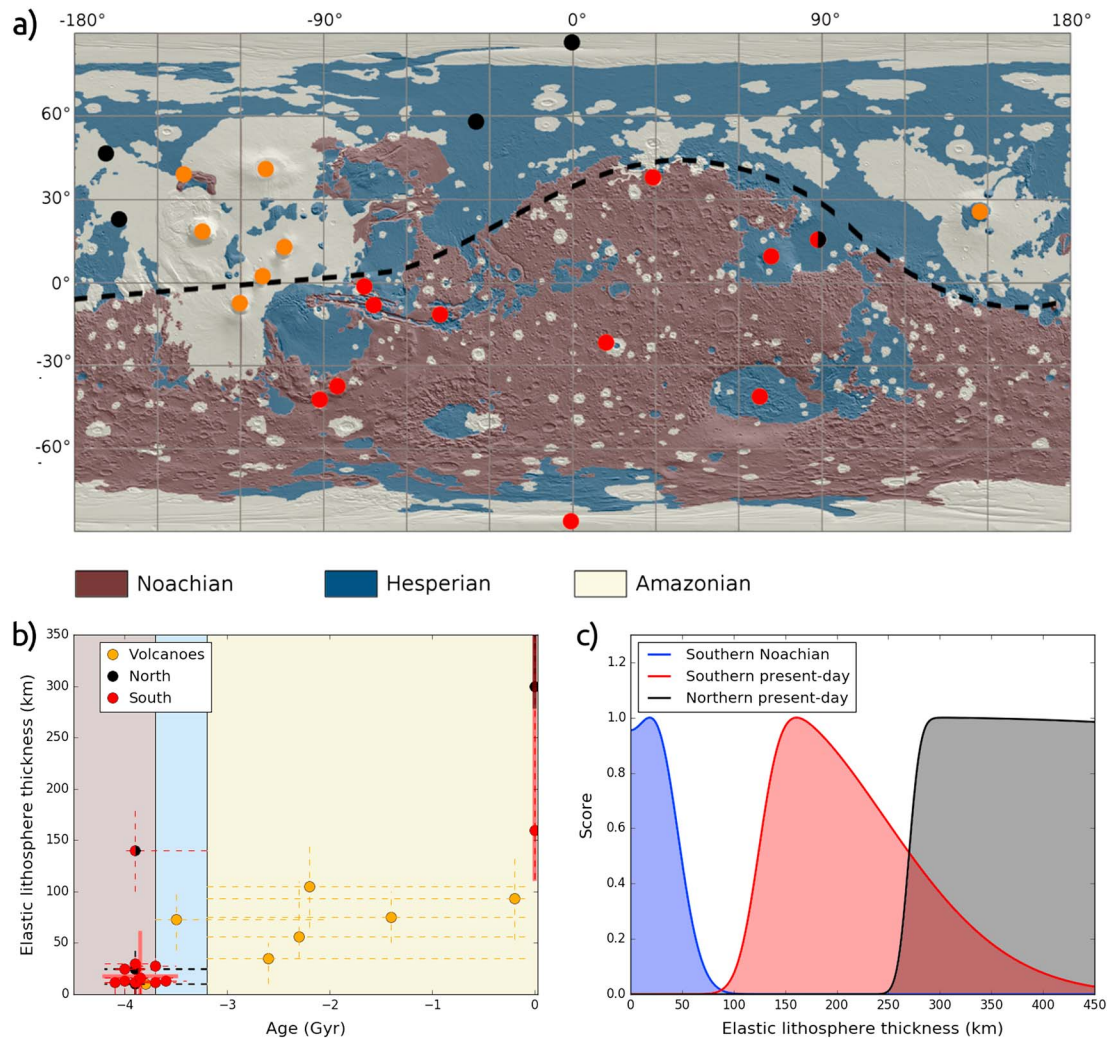 a)
-180° -90° 0° 90° 180°
60°
30°
0°
-30°
-60°
Noachian Hesperian Amazonian
b)
350
300
250
200
150
100
50
0
Elastic lithosphere thickness (km)
Volcanoes
North
South
−4 −3 −2 −1 0
Age (Gyr)
c)
1.2
1.0
0.8
0.6
0.4
0.2
0.0
Score
Southern Noachian
Southern present-day
Northern present-day
0 50 100 150 200 250 300 350 400 450
Elastic lithosphere thickness (km)